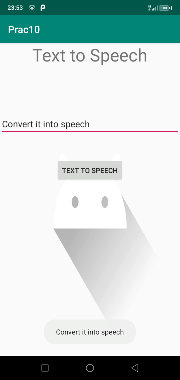 23:53
Prac10
Text to Speech
Convert it into speech
TEXT TO SPEECH
Convert it into speech